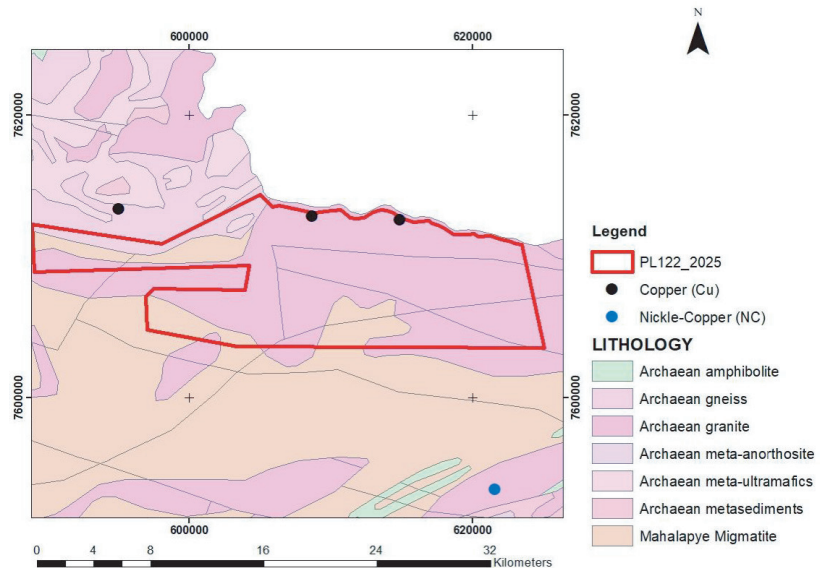 N
600000 620000
7620000 7620000
7600000 7600000
600000 620000
0 4 8 16 24 32
Kilometers
Legend
PL122_2025
Copper (Cu)
Nickle-Copper (NC)
LITHOLOGY
Archaean amphibolite
Archaean gneiss
Archaean granite
Archaean meta-anorthosite
Archaean meta-ultramafics
Archaean metasediments
Mahalapye Migmatite